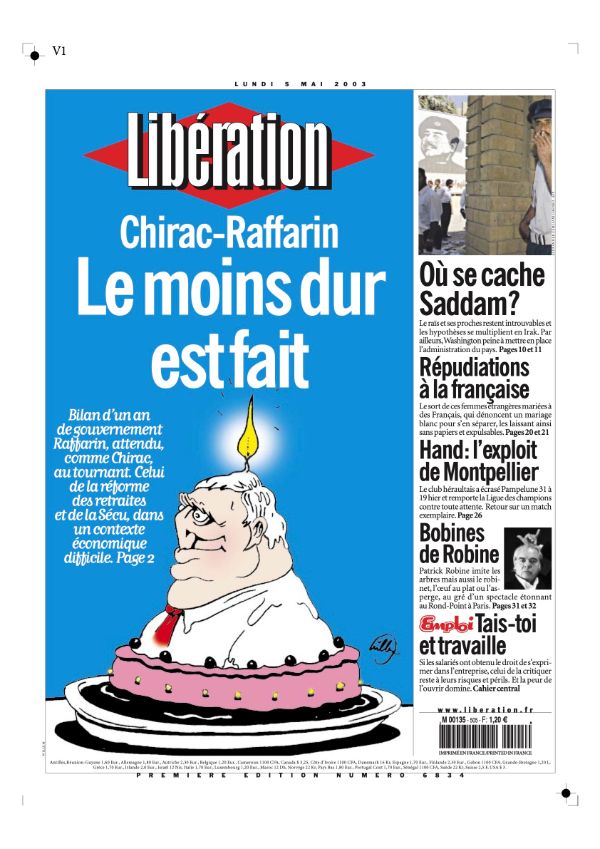 V1
LUNDI 5 MAI 2003
Libération
Chirac-Raffarin
Le moins dur
est fait
Bilan d'un an
de gouvernement
Raffarin, attendu,
comme Chirac,
au tournant. Celui
de la réforme
des retraites
et de la Sécu, dans
un contexte
économique
difficile. Page 2
Willem
Où se cache
Saddam?
Le raïs et ses proches restent introuvables et
les hypothèses se multiplient en Irak. Par
ailleurs, Washington peine à mettre en place
l'administration du pays. Pages 10 et 11
Répudiations
à la française
Le sort de ces femmes étrangères mariées à
des Français, qui dénoncent un mariage
blanc pour s'en séparer, les laissant ainsi
sans papiers et expulsables. Pages 20 et 21
Hand: l'exploit
de Montpellier
Le club héraultais a écrasé Pampelune 31 à
19 hier et remporte la Ligue des champions
contre toute attente. Retour sur un match
exemplaire. Page 26
Bobines
de Robine
Patrick Robine imite les
arbres mais aussi le robi-
net, l'œuf au plat ou l'as-
perge, au gré d'un spectacle étonnant
au Rond-Point à Paris. Pages 31 et 32
Emploi Tais-toi
et travaille
Si les salariés ont obtenu le droit de s'expri-
mer dans l'entreprise, celui de la critiquer
reste à leurs risques et périls. Et la peur de
l'ouvrir domine. Cahier central
www.liberation.fr
M 00135 - 505 - F: 1,20 €
IMPRIMÉ EN FRANCE / PRINTED IN FRANCE
PREMIERE EDITION NUMERO 6834